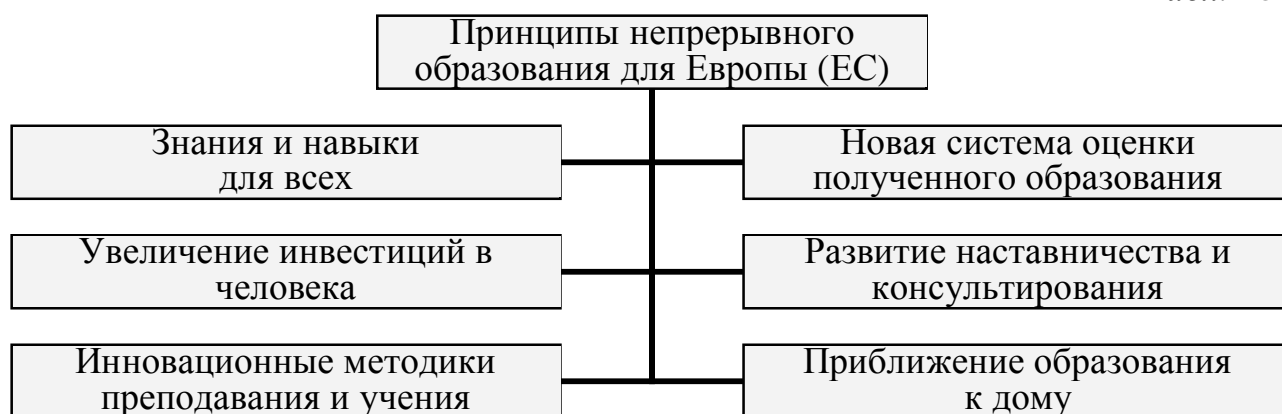 Принципы непрерывного
образования для Европы (ЕС)
Знания и навыки
для всех
Новая система оценки
полученного образования
Увеличение инвестиций в
человека
Развитие наставничества и
консультирования
Инновационные методики
преподавания и учения
Приближение образования
к дому